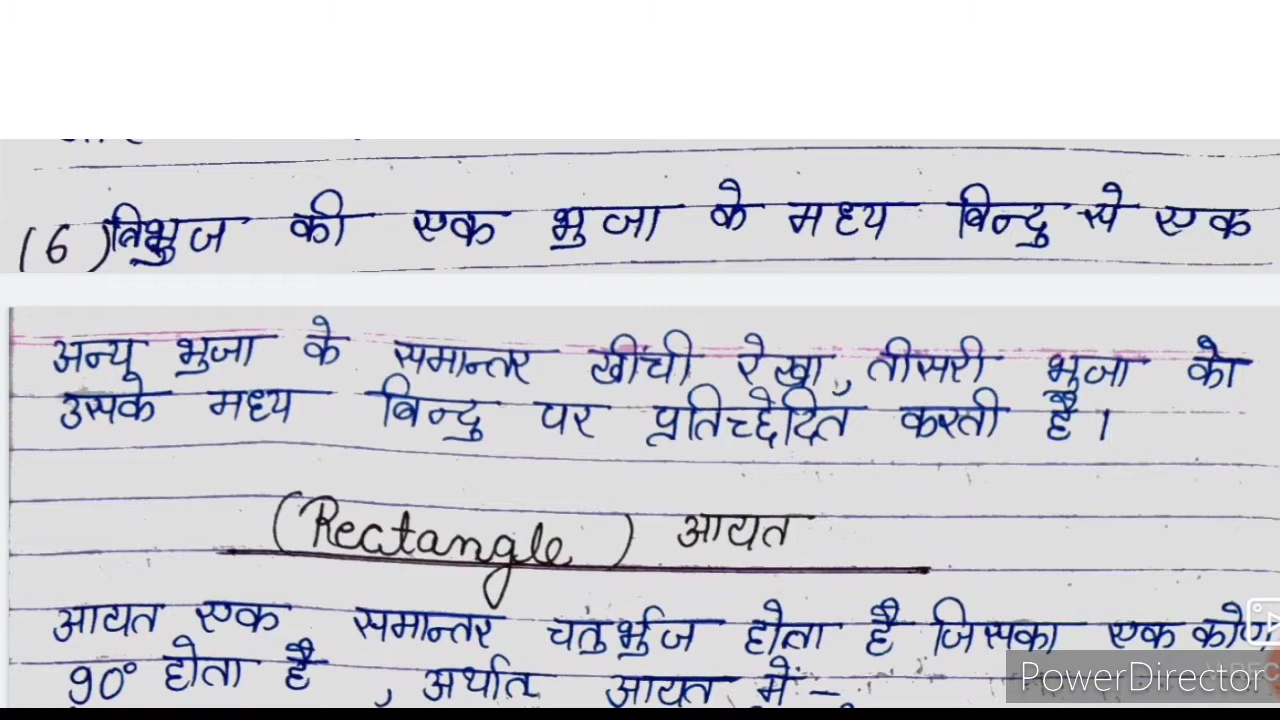 (6) त्रिभुज की एक भुजा के मध्य बिन्दु से एक
अन्य भुजा के समान्तर खींची रेखा, तीसरी भुजा को
उसके मध्य बिन्दु पर प्रतिच्छेदित करती है।
(Rectangle) आयत
आयत एक समान्तर चतुर्भुज होता है जिसका एक कोण
90° होता है, अर्थात आयत में -
PowerDirector